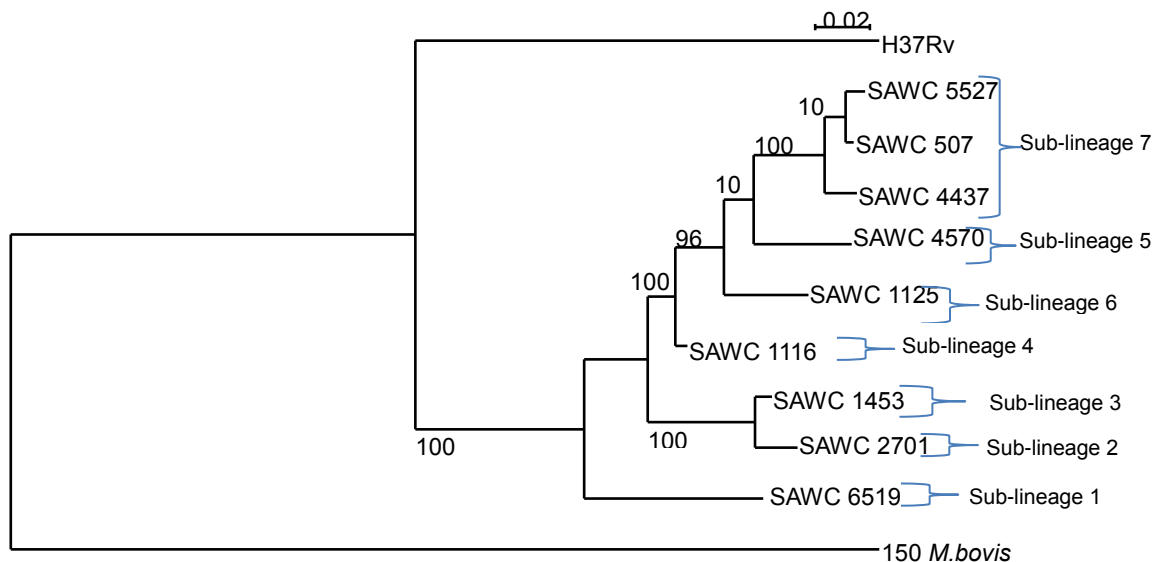 0.02
H37Rv
SAWC 5527
10
SAWC 507
Sub-lineage 7
100
10
SAWC 4437
96
SAWC 4570
Sub-lineage 5
100
SAWC 1125
Sub-lineage 6
SAWC 1116
Sub-lineage 4
SAWC 1453
Sub-lineage 3
100
100
SAWC 2701
Sub-lineage 2
SAWC 6519
Sub-lineage 1
150 M.bovis